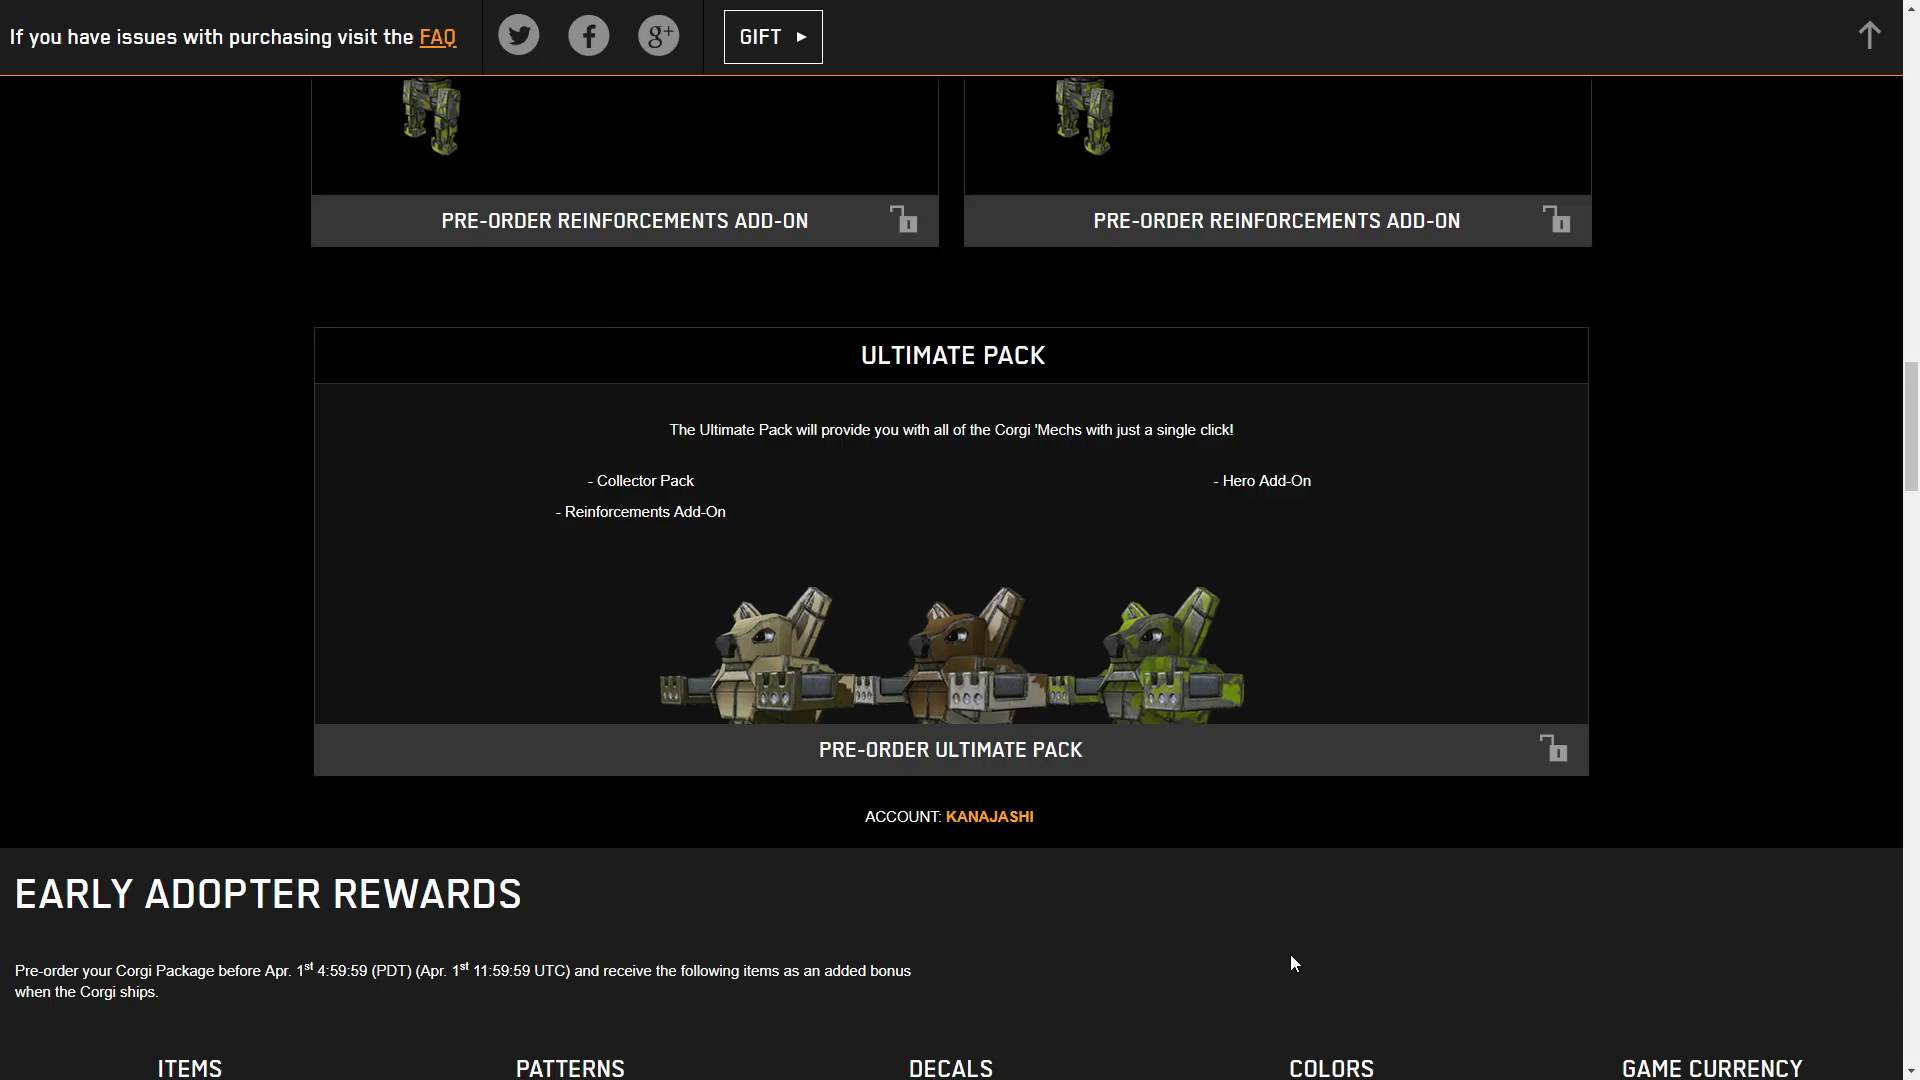 If you have issues with purchasing visit the FAQ
g+
GIFT ►
PRE-ORDER REINFORCEMENTS ADD-ON
PRE-ORDER REINFORCEMENTS ADD-ON
ULTIMATE PACK
The Ultimate Pack will provide you with all of the Corgi 'Mechs with just a single click!
- Collector Pack
- Hero Add-On
- Reinforcements Add-On
PRE-ORDER ULTIMATE PACK
ACCOUNT: KANAJASHI
EARLY ADOPTER REWARDS
Pre-order your Corgi Package before Apr. 1st 4:59:59 (PDT) (Apr. 1st 11:59:59 UTC) and receive the following items as an added bonus
when the Corgi ships.
ITEMS
PATTERNS
DECALS
COLORS
GAME CURRENCY